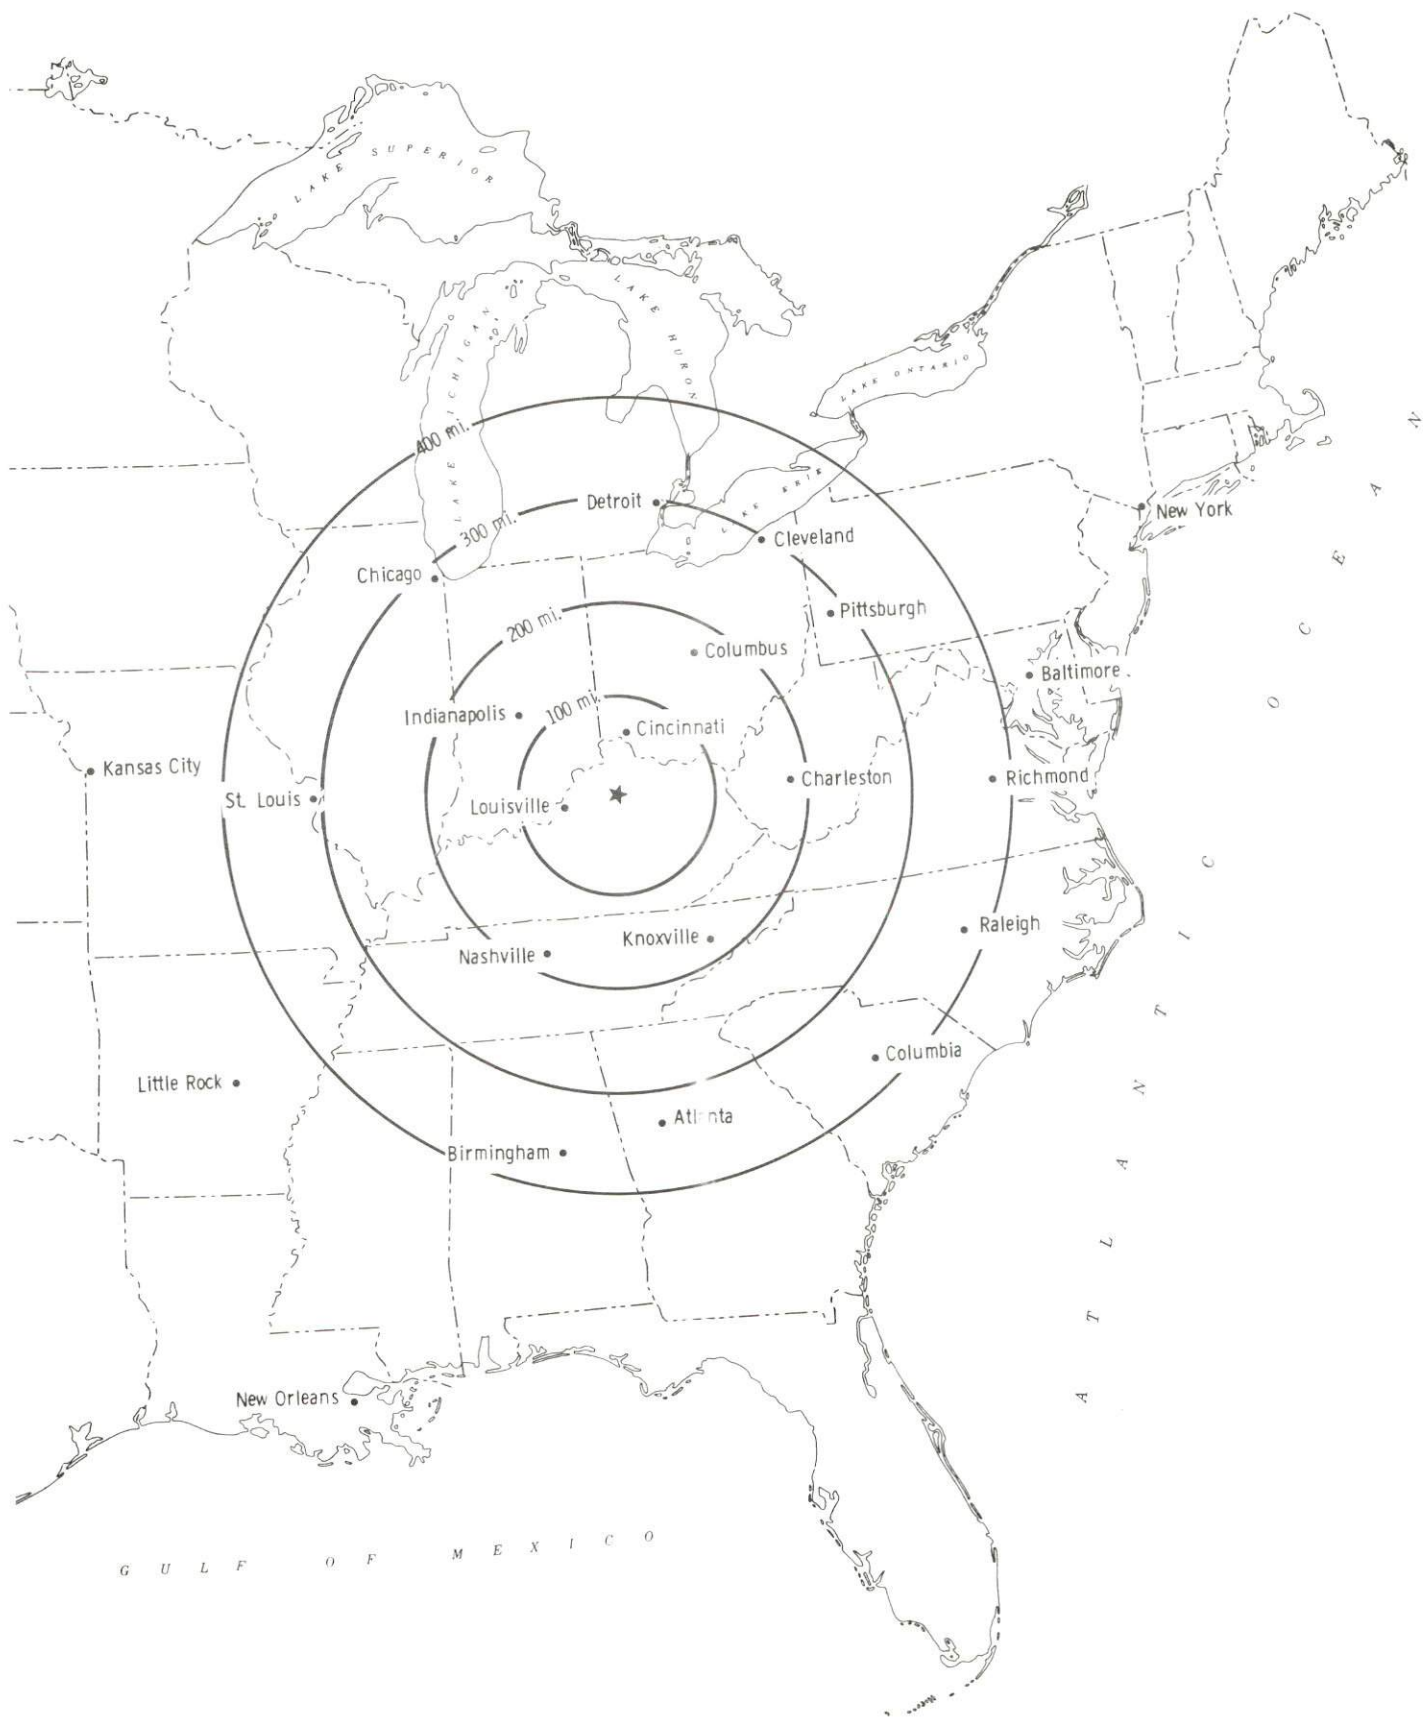 LAKE SUPERIOR
LAKE MICHIGAN
LAKE HURON
LAKE ONTARIO
LAKE ERIE
400 mi.
300 mi.
Detroit
New York
Cleveland
Chicago
Pittsburgh
200 mi.
Columbus
Baltimore
100 mi.
Indianapolis
Cincinnati
Kansas City
Charleston
Richmond
St. Louis
Louisville
Raleigh
Knoxville
Nashville
Columbia
Little Rock
Birmingham
New Orleans
ATLANTIC OCEAN
GULF OF MEXICO